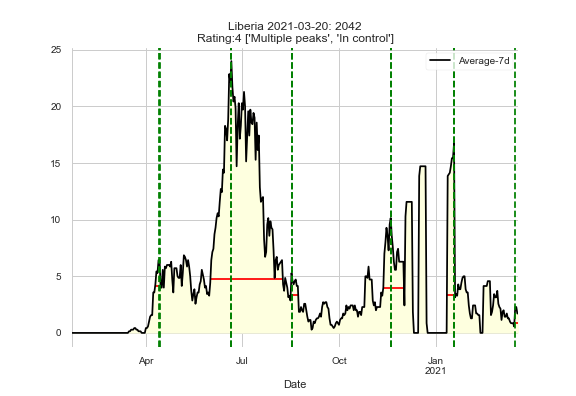 Liberia 2021-03-20: 2042
Rating:4 ['Multiple peaks', 'In control']
Average-7d
25
20
15
10
5
0
Apr
Jul
Oct
Jan
2021
Date